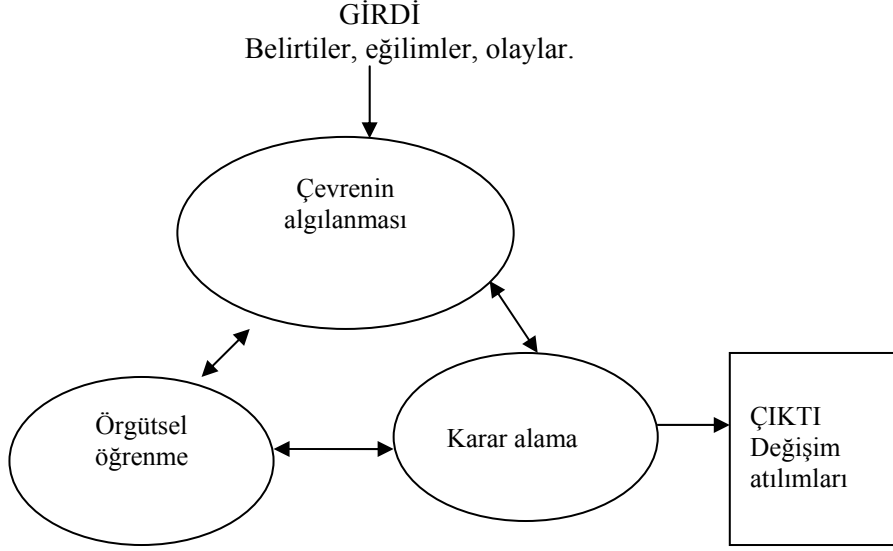 GİRDİ
Belirtiler, eğilimler, olaylar.
Çevrenin
algılanması
Örgütsel
öğrenme
Karar alama
ÇIKTI
Değişim
atılımları